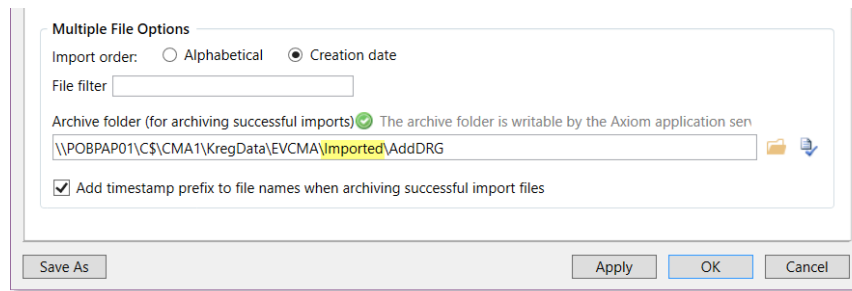 Multiple File Options
Import order: Alphabetical Creation date
File filter
Archive folder (for archiving successful imports) The archive folder is writable by the Axiom application serv
\\POBPAP01\C$\CMA1\KregData\EVCMA\Imported\AddDRG
Add timestamp prefix to file names when archiving successful import files
Save As Apply OK Cancel